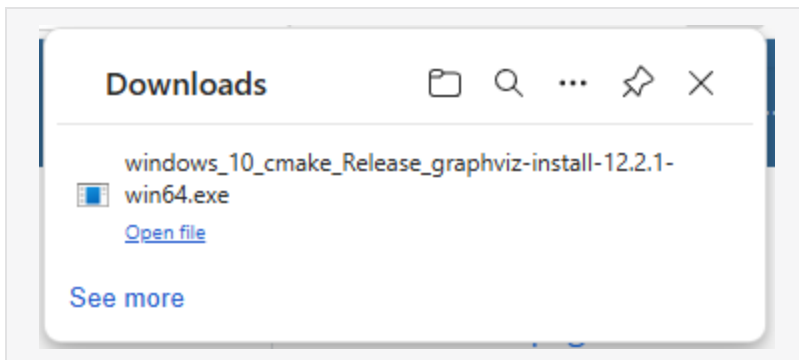 Downloads
windows_10_cmake_Release_graphviz-install-12.2.1-
win64.exe
Open file
See more